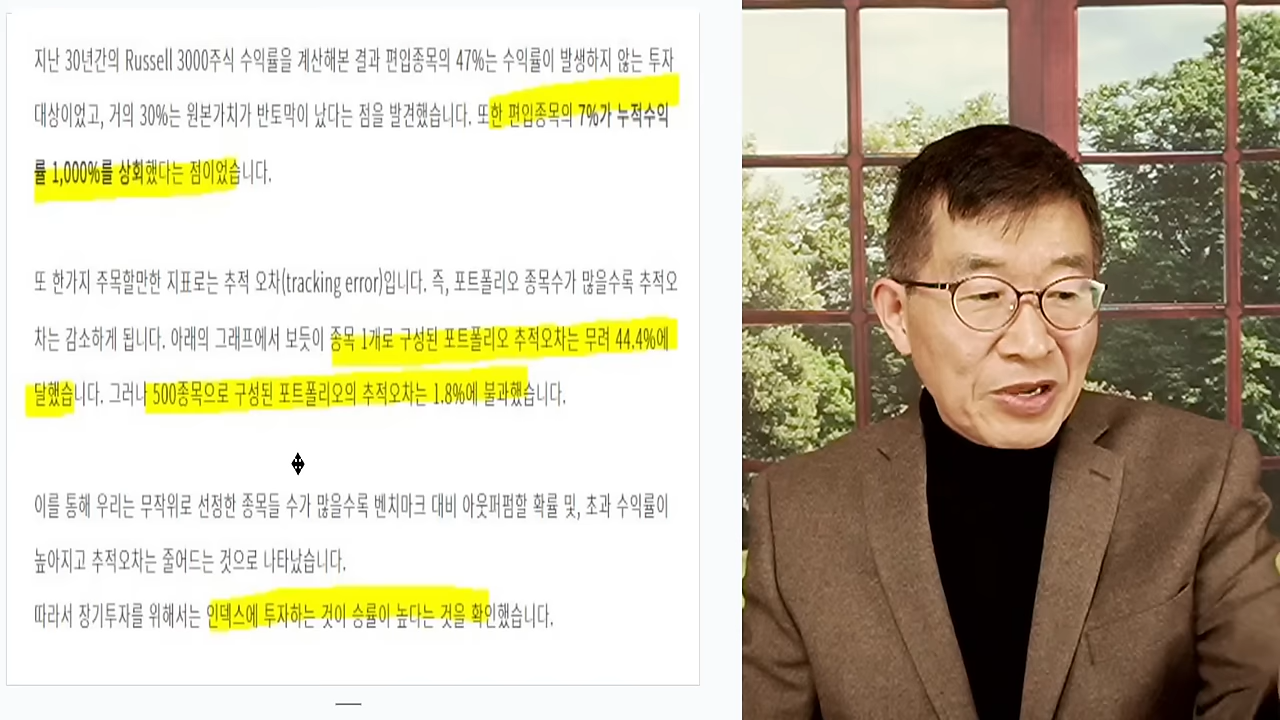 지난 30년간의 Russell 3000주식 수익률을 계산해본 결과 편입종목의 47%는 수익률이 발생하지 않는 투자
대상이었고, 거의 30%는 원본가치가 반토막이 났다는 점을 발견했습니다. 또한 편입종목의 7%가 누적수익
률 1,000%를 상회했다는 점이었습니다.
또 한가지 주목할만한 지표로는 추적 오차(tracking error)입니다. 즉, 포트폴리오 종목수가 많을수록 추적오
차는 감소하게 됩니다. 아래의 그래프에서 보듯이 종목 1개로 구성된 포트폴리오 추적오차는 무려 44.4%에
달했습니다. 그러나 500종목으로 구성된 포트폴리오의 추적오차는 1.8%에 불과했습니다.
이를 통해 우리는 무작위로 선정한 종목들 수가 많을수록 벤치마크 대비 아웃퍼펌할 확률 및, 초과 수익률이
높아지고 추적오차는 줄어드는 것으로 나타났습니다.
따라서 장기투자를 위해서는 인덱스에 투자하는 것이 승률이 높다는 것을 확인했습니다.